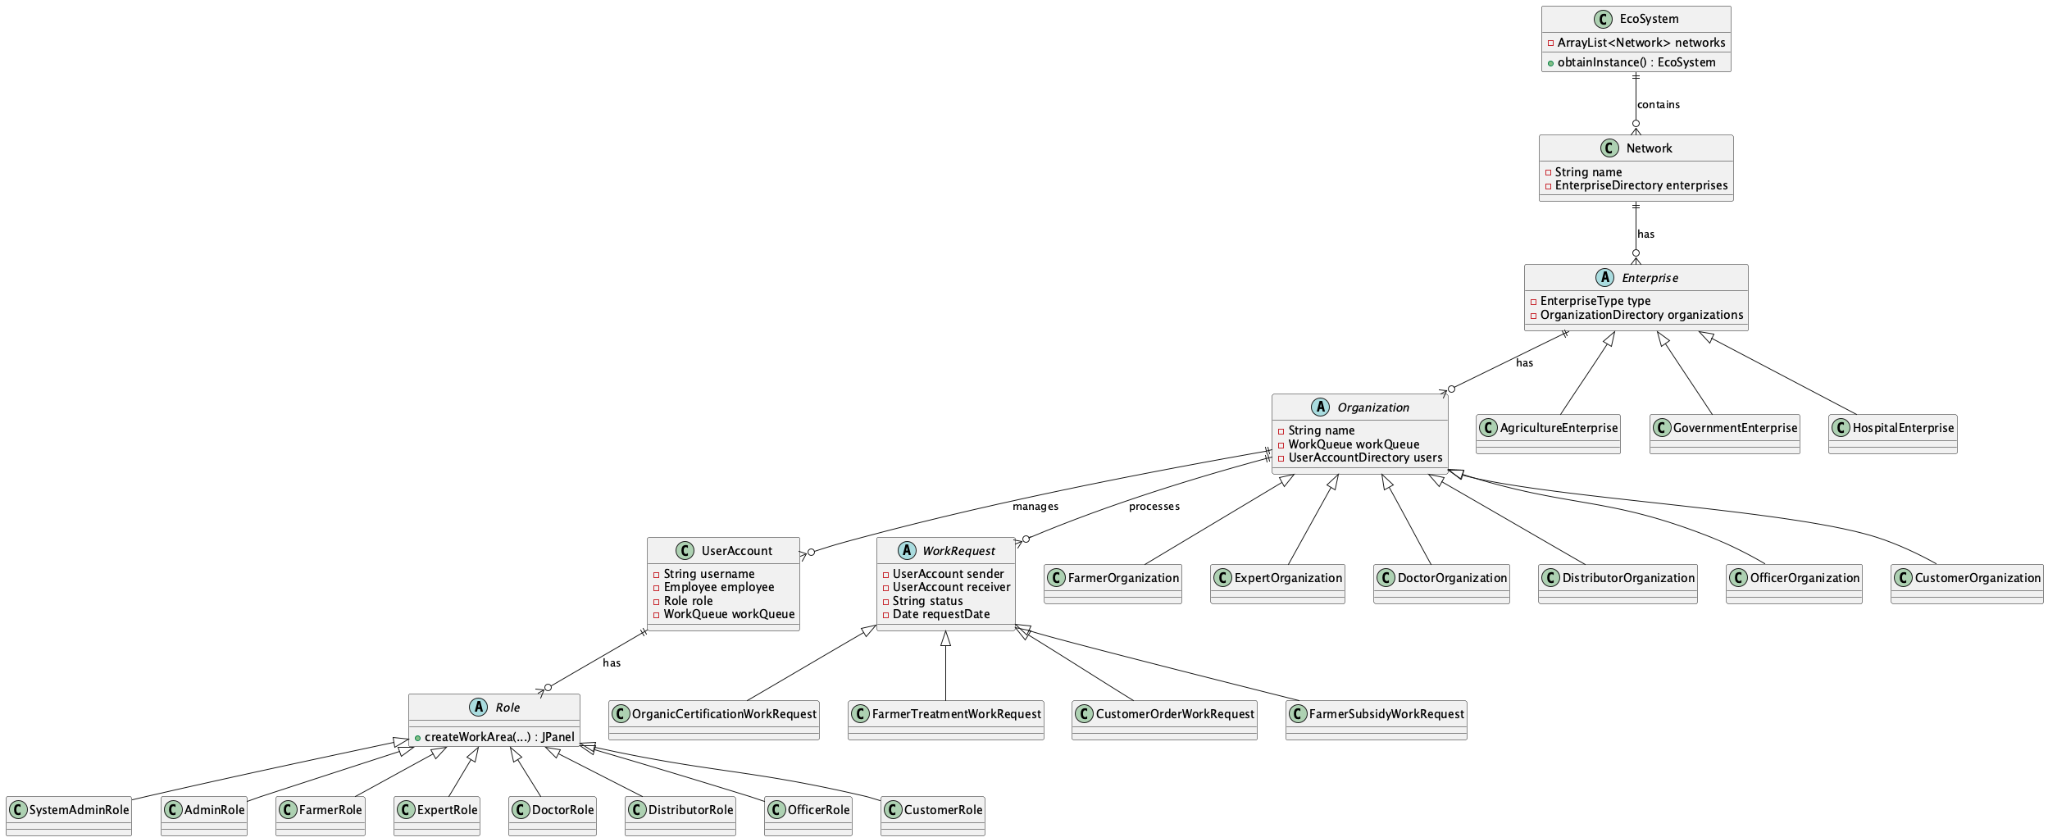 C EcoSystem
ArrayList<Network> networks
obtainInstance() : EcoSystem
contains
C Network
String name
EnterpriseDirectory enterprises
has
A Enterprise
EnterpriseType type
OrganizationDirectory organizations
has
A Organization
String name
WorkQueue workQueue
UserAccountDirectory users
C AgricultureEnterprise
C GovernmentEnterprise
C HospitalEnterprise
manages
processes
C UserAccount
String username
Employee employee
Role role
WorkQueue workQueue
A WorkRequest
UserAccount sender
UserAccount receiver
String status
Date requestDate
C FarmerOrganization
C ExpertOrganization
C DoctorOrganization
C DistributorOrganization
C OfficerOrganization
C CustomerOrganization
has
A Role
createWorkArea(...) : JPanel
C OrganicCertificationWorkRequest
C FarmerTreatmentWorkRequest
C CustomerOrderWorkRequest
C FarmerSubsidyWorkRequest
C SystemAdminRole
C AdminRole
C FarmerRole
C ExpertRole
C DoctorRole
C DistributorRole
C OfficerRole
C CustomerRole